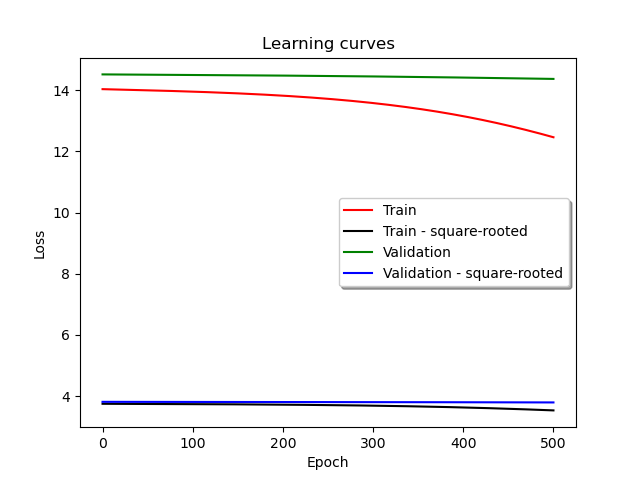 Learning curves
Loss
14
12
10
8
6
4
Train
Train - square-rooted
Validation
Validation - square-rooted
0 100 200 300 400 500
Epoch